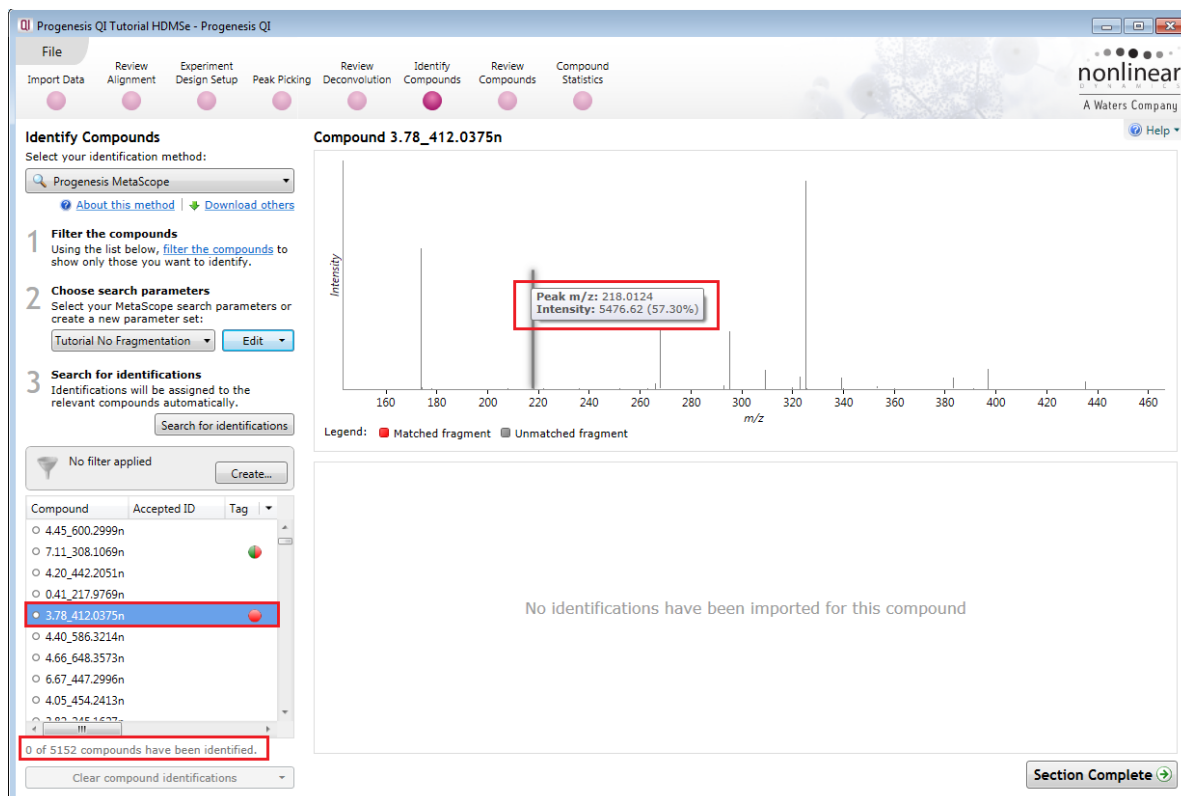 QI Progenesis QI Tutorial HDMSe - Progenesis QI
File
Import Data
Review
Alignment
Experiment
Design Setup
Peak Picking
Review
Deconvolution
Identify
Compounds
Review
Compounds
Compound
Statistics
nonlinear
DYNAMICS
A Waters Company
Identify Compounds
Select your identification method:
Progenesis MetaScope
About this method
Download others
1 Filter the compounds
Using the list below, filter the compounds to
show only those you want to identify.
2 Choose search parameters
Select your MetaScope search parameters or
create a new parameter set:
Tutorial No Fragmentation
Edit
3 Search for identifications
Identifications will be assigned to the
relevant compounds automatically.
Search for identifications
No filter applied
Create...
Compound Accepted ID Tag
4.45_600.2999n
7.11_308.1069n
4.20_442.2051n
0.41_217.9769n
3.78_412.0375n
4.40_586.3214n
4.66_648.3573n
6.67_447.2996n
4.05_454.2413n
0 of 5152 compounds have been identified.
Clear compound identifications
Compound 3.78_412.0375n
Help
Intensity
Peak m/z: 218.0124
Intensity: 5476.62 (57.30%)
160 180 200 220 240 260 280 300 320 340 360 380 400 420 440 460
m/z
Legend: Matched fragment Unmatched fragment
No identifications have been imported for this compound
Section Complete